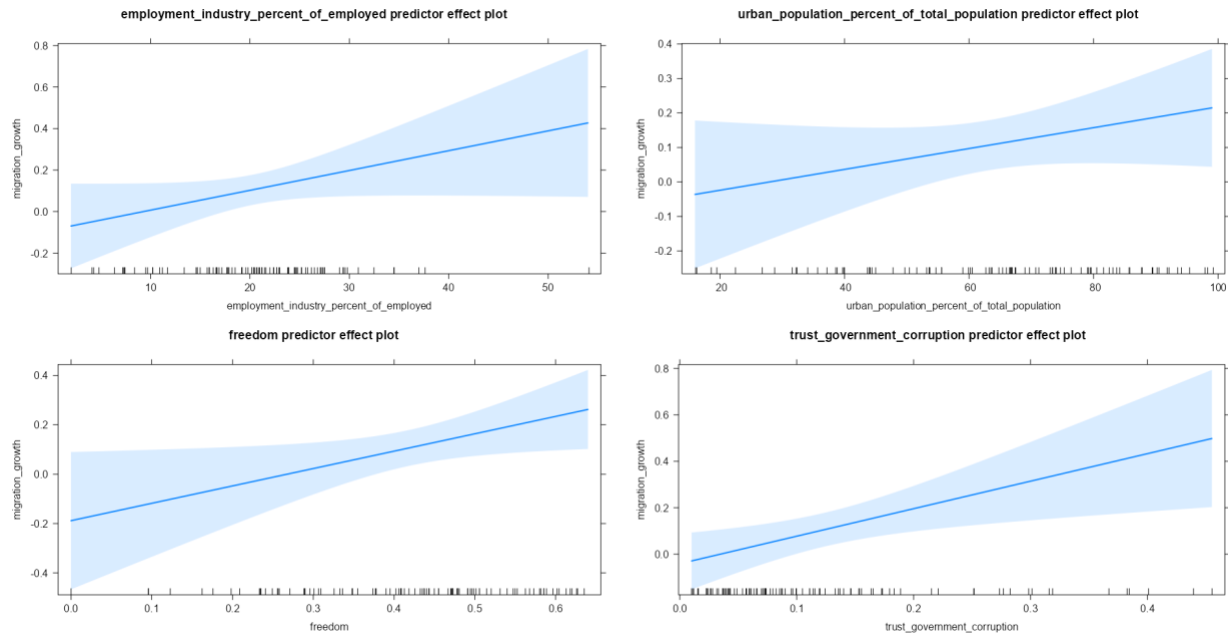 employment_industry_percent_of_employed predictor effect plot
0.8
0.6
0.4
0.2
0.0
-0.2
migration_growth
10 20 30 40 50
employment_industry_percent_of_employed
urban_population_percent_of_total_population predictor effect plot
0.4
0.3
0.2
0.1
0.0
-0.1
-0.2
migration_growth
20 40 60 80 100
urban_population_percent_of_total_population
freedom predictor effect plot
0.4
0.2
0.0
-0.2
-0.4
migration_growth
0.0 0.1 0.2 0.3 0.4 0.5 0.6
freedom
trust_government_corruption predictor effect plot
0.8
0.6
0.4
0.2
0.0
migration_growth
0.0 0.1 0.2 0.3 0.4
trust_government_corruption